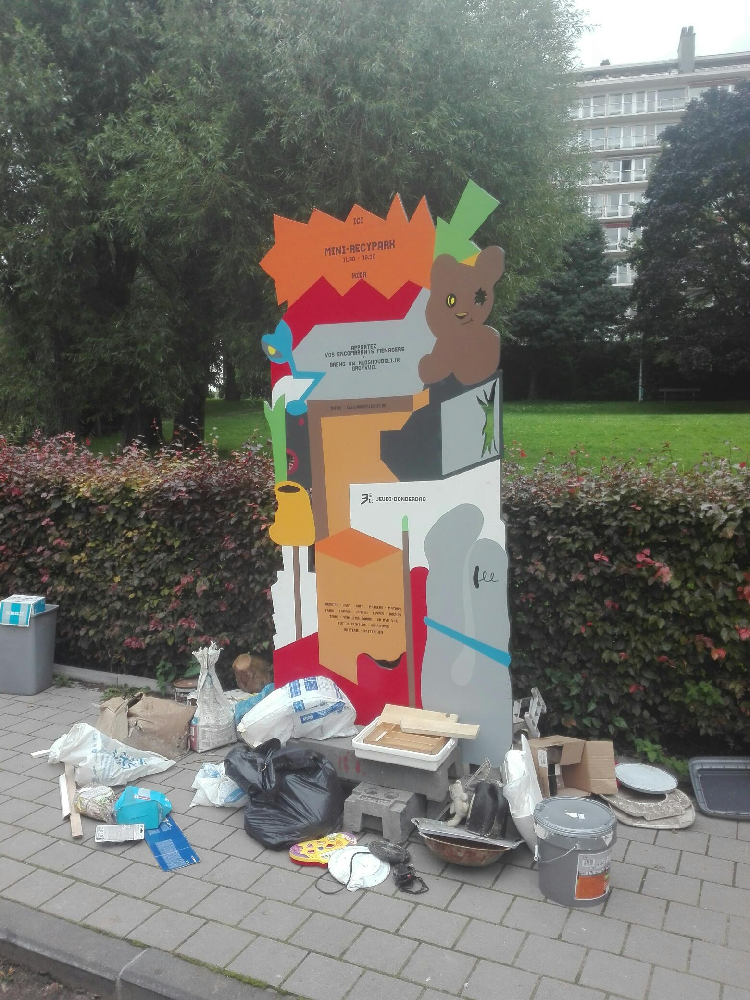 ICI
MINI-RECYPARK
11.30 - 19.30
HIER
APPORTEZ
VOS ENCOMBRANTS MENAGERS
-
BRENG UW HUISHOUDELIJK
GROFVUIL
INFOS : WWW.ANDERLECHT.BE
3E DE JEUDI-DONDERDAG
ARMOIRE - KAST SOFA MATELAS - MATRAS
FRIGO LAMPES - LAMPEN LIVRES - BOEKEN
TERRE - VERSLETEN AARDE CD DVD VHS
POT DE PEINTURE - VERFEMMER
BATTERIE - BATTERIJEN
MÖBELIX